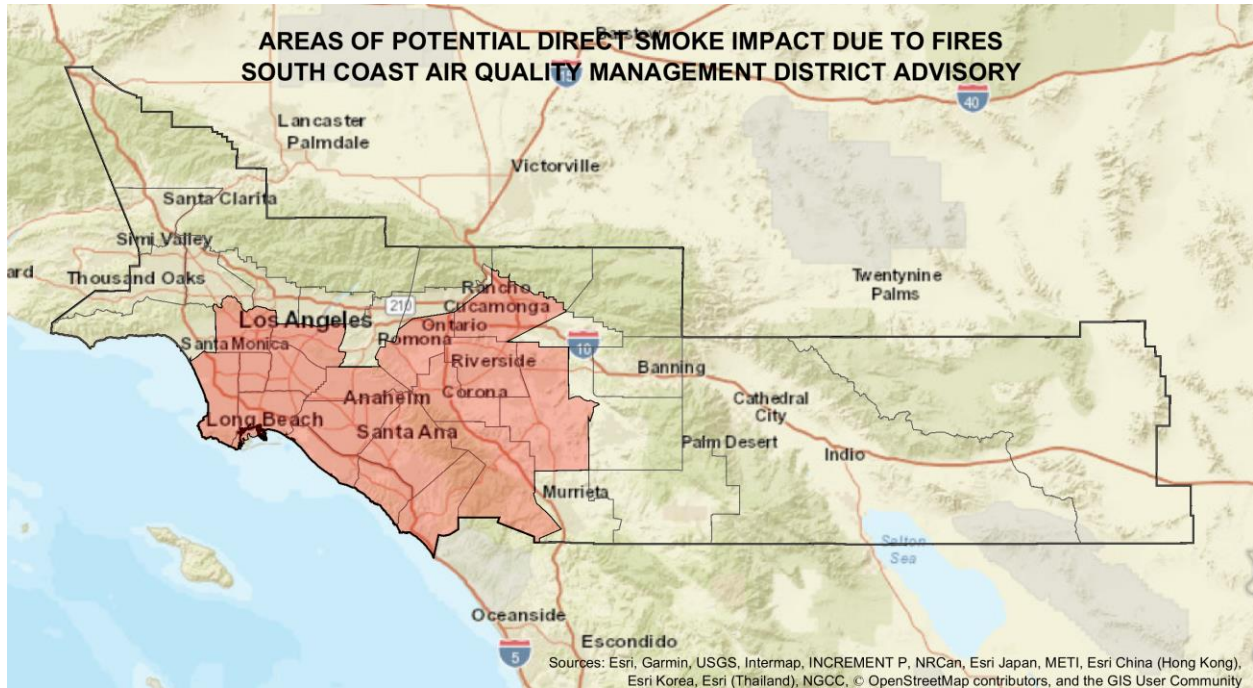 AREAS OF POTENTIAL DIRECT SMOKE IMPACT DUE TO FIRES
SOUTH COAST AIR QUALITY MANAGEMENT DISTRICT ADVISORY
Barstow
15
40
Lancaster
Palmdale
Victorville
Santa Clarita
Simi Valley
ard
Thousand Oaks
Twentynine
Palms
Rancho
Cucamonga
210
Los Angeles
Ontario
Pomona
Santa Monica
10
Riverside
Banning
Anaheim
Corona
Cathedral
City
Long Beach
Santa Ana
Palm Desert
Indio
Murrieta
Salton
Sea
Oceanside
Escondido
5
Sources: Esri, Garmin, USGS, Intermap, INCREMENT P, NRCan, Esri Japan, METI, Esri China (Hong Kong),
Esri Korea, Esri (Thailand), NGCC, © OpenStreetMap contributors, and the GIS User Community